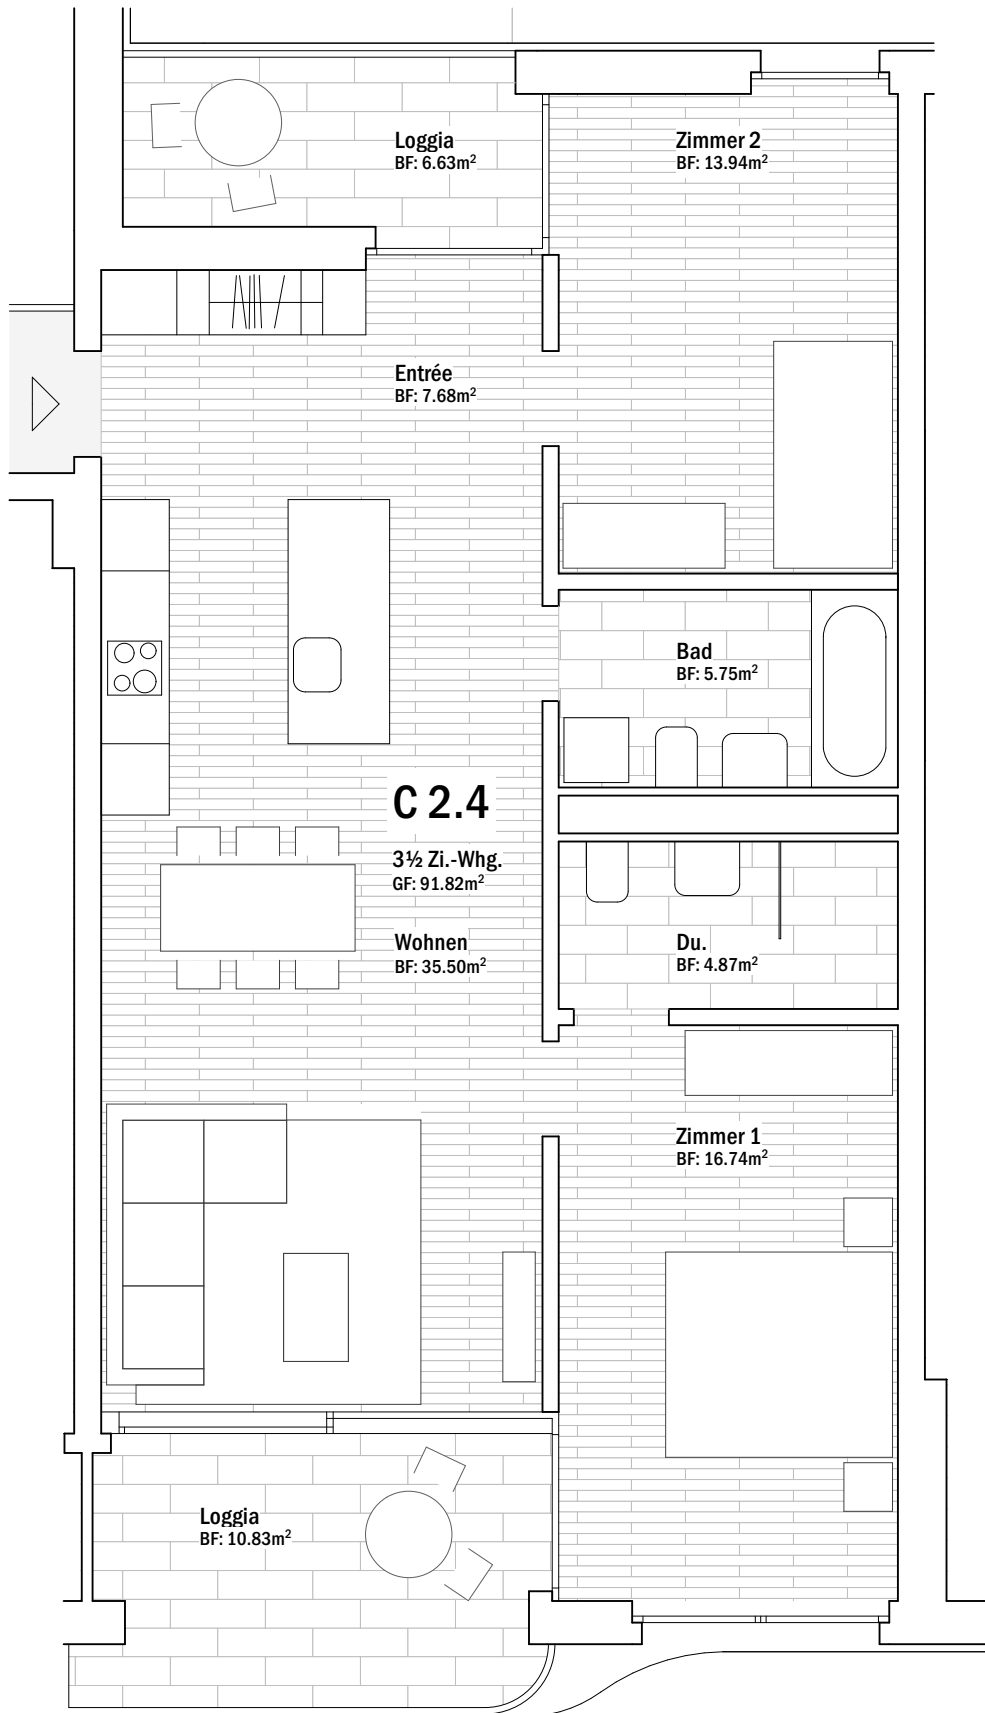 Loggia
BF: 6.63m²
Zimmer 2
BF: 13.94m²
Entrée
BF: 7.68m²
Bad
BF: 5.75m²
C 2.4
3½ Zi.-Whg.
GF: 91.82m²
Wohnen
BF: 35.50m²
Du.
BF: 4.87m²
Zimmer 1
BF: 16.74m²
Loggia
BF: 10.83m²